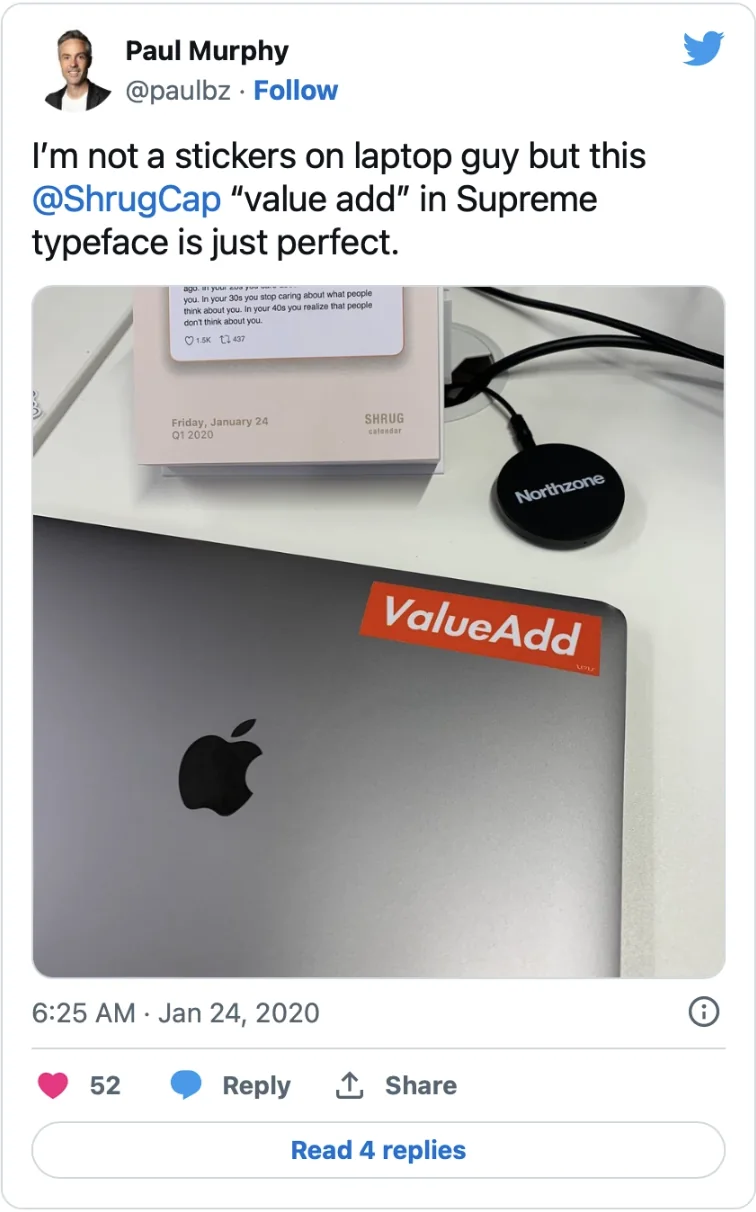 Paul Murphy
@paulbz · Follow
I'm not a stickers on laptop guy but this
@ShrugCap “value add” in Supreme
typeface is just perfect.
you. In your 30s you stop caring about what people
think about you. In your 40s you realize that people
don't think about you.
1.5K 437
Friday, January 24
Q1 2020
SHRUG
calendar
Northzone
ValueAdd
6:25 AM · Jan 24, 2020
52 Reply Share
Read 4 replies